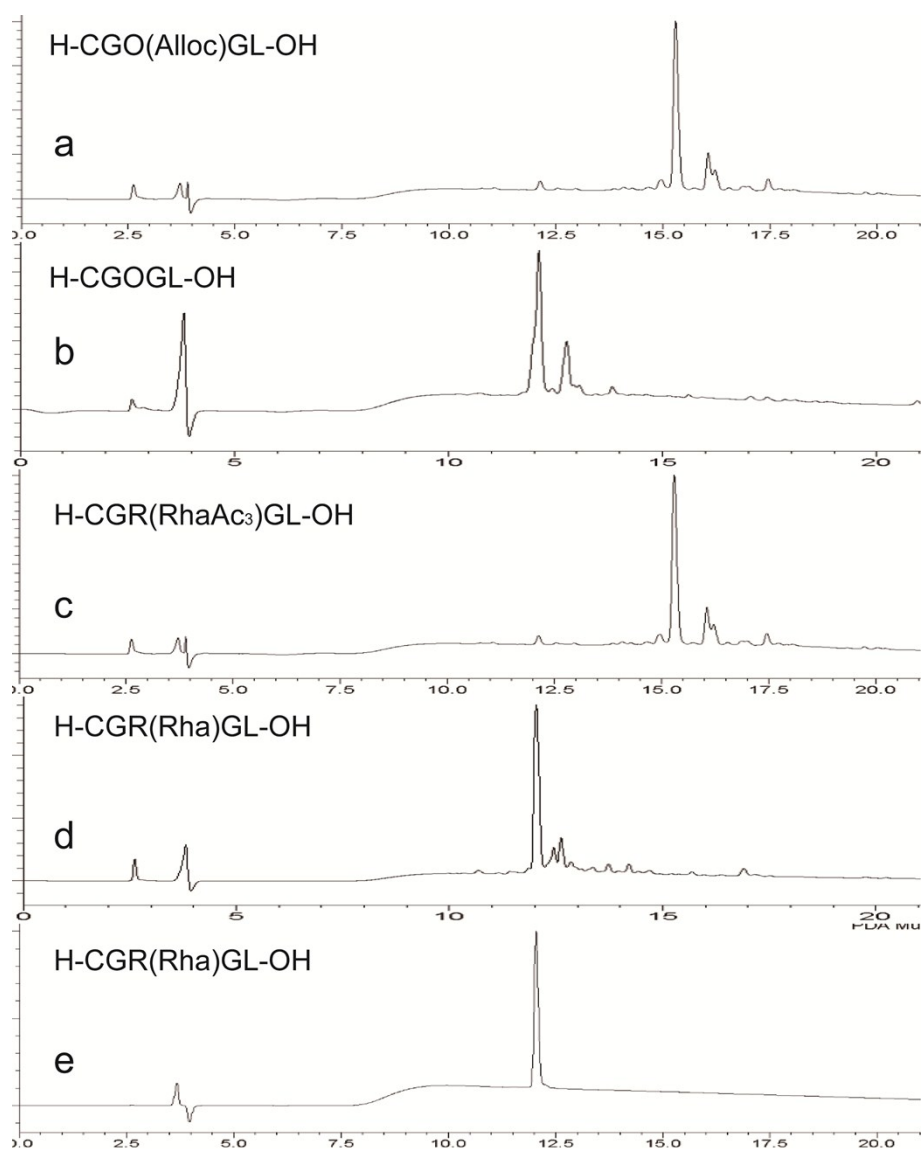 H-CGO(Alloc)GL-OH
a
0.0 2.5 5.0 7.5 10.0 12.5 15.0 17.5 20.0
H-CGOGL-OH
b
0 5 10 15 20
H-CGR(RhaAc₃)GL-OH
c
0.0 2.5 5.0 7.5 10.0 12.5 15.0 17.5 20.0
H-CGR(Rha)GL-OH
d
0 5 10 15 20
PDA Mu
H-CGR(Rha)GL-OH
e
0.0 2.5 5.0 7.5 10.0 12.5 15.0 17.5 20.0